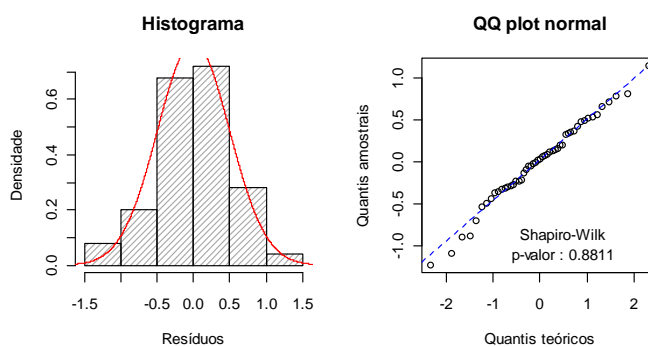 Histograma
Densidade
0.0 0.2 0.4 0.6
-1.5 -0.5 0.0 0.5 1.0 1.5
Resíduos
QQ plot normal
Quantis amostrais
-1.0 -0.5 0.0 0.5 1.0
Shapiro-Wilk
p-valor : 0.8811
-2 -1 0 1 2
Quantis teóricos